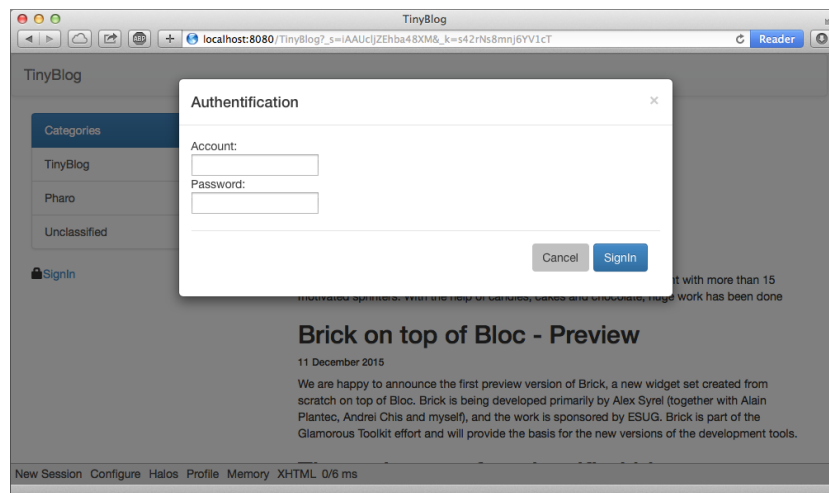 TinyBlog
ABP
localhost:8080/TinyBlog?_s=iAAUcljZEhba48XM&_k=s42rNs8mnj6YV1cT
Reader
TinyBlog
Authentification
×
Categories
TinyBlog
Pharo
Unclassified
SignIn
Account:
Password:
Cancel
SignIn
with more than 15
motivated sprinters. With the help of candies, cakes and chocolate, huge work has been done
Brick on top of Bloc - Preview
11 December 2015
We are happy to announce the first preview version of Brick, a new widget set created from
scratch on top of Bloc. Brick is being developed primarily by Alex Syrel (together with Alain
Plantec, Andrei Chis and myself), and the work is sponsored by ESUG. Brick is part of the
Glamorous Toolkit effort and will provide the basis for the new versions of the development tools.
New Session Configure Halos Profile Memory XHTML 0/6 ms